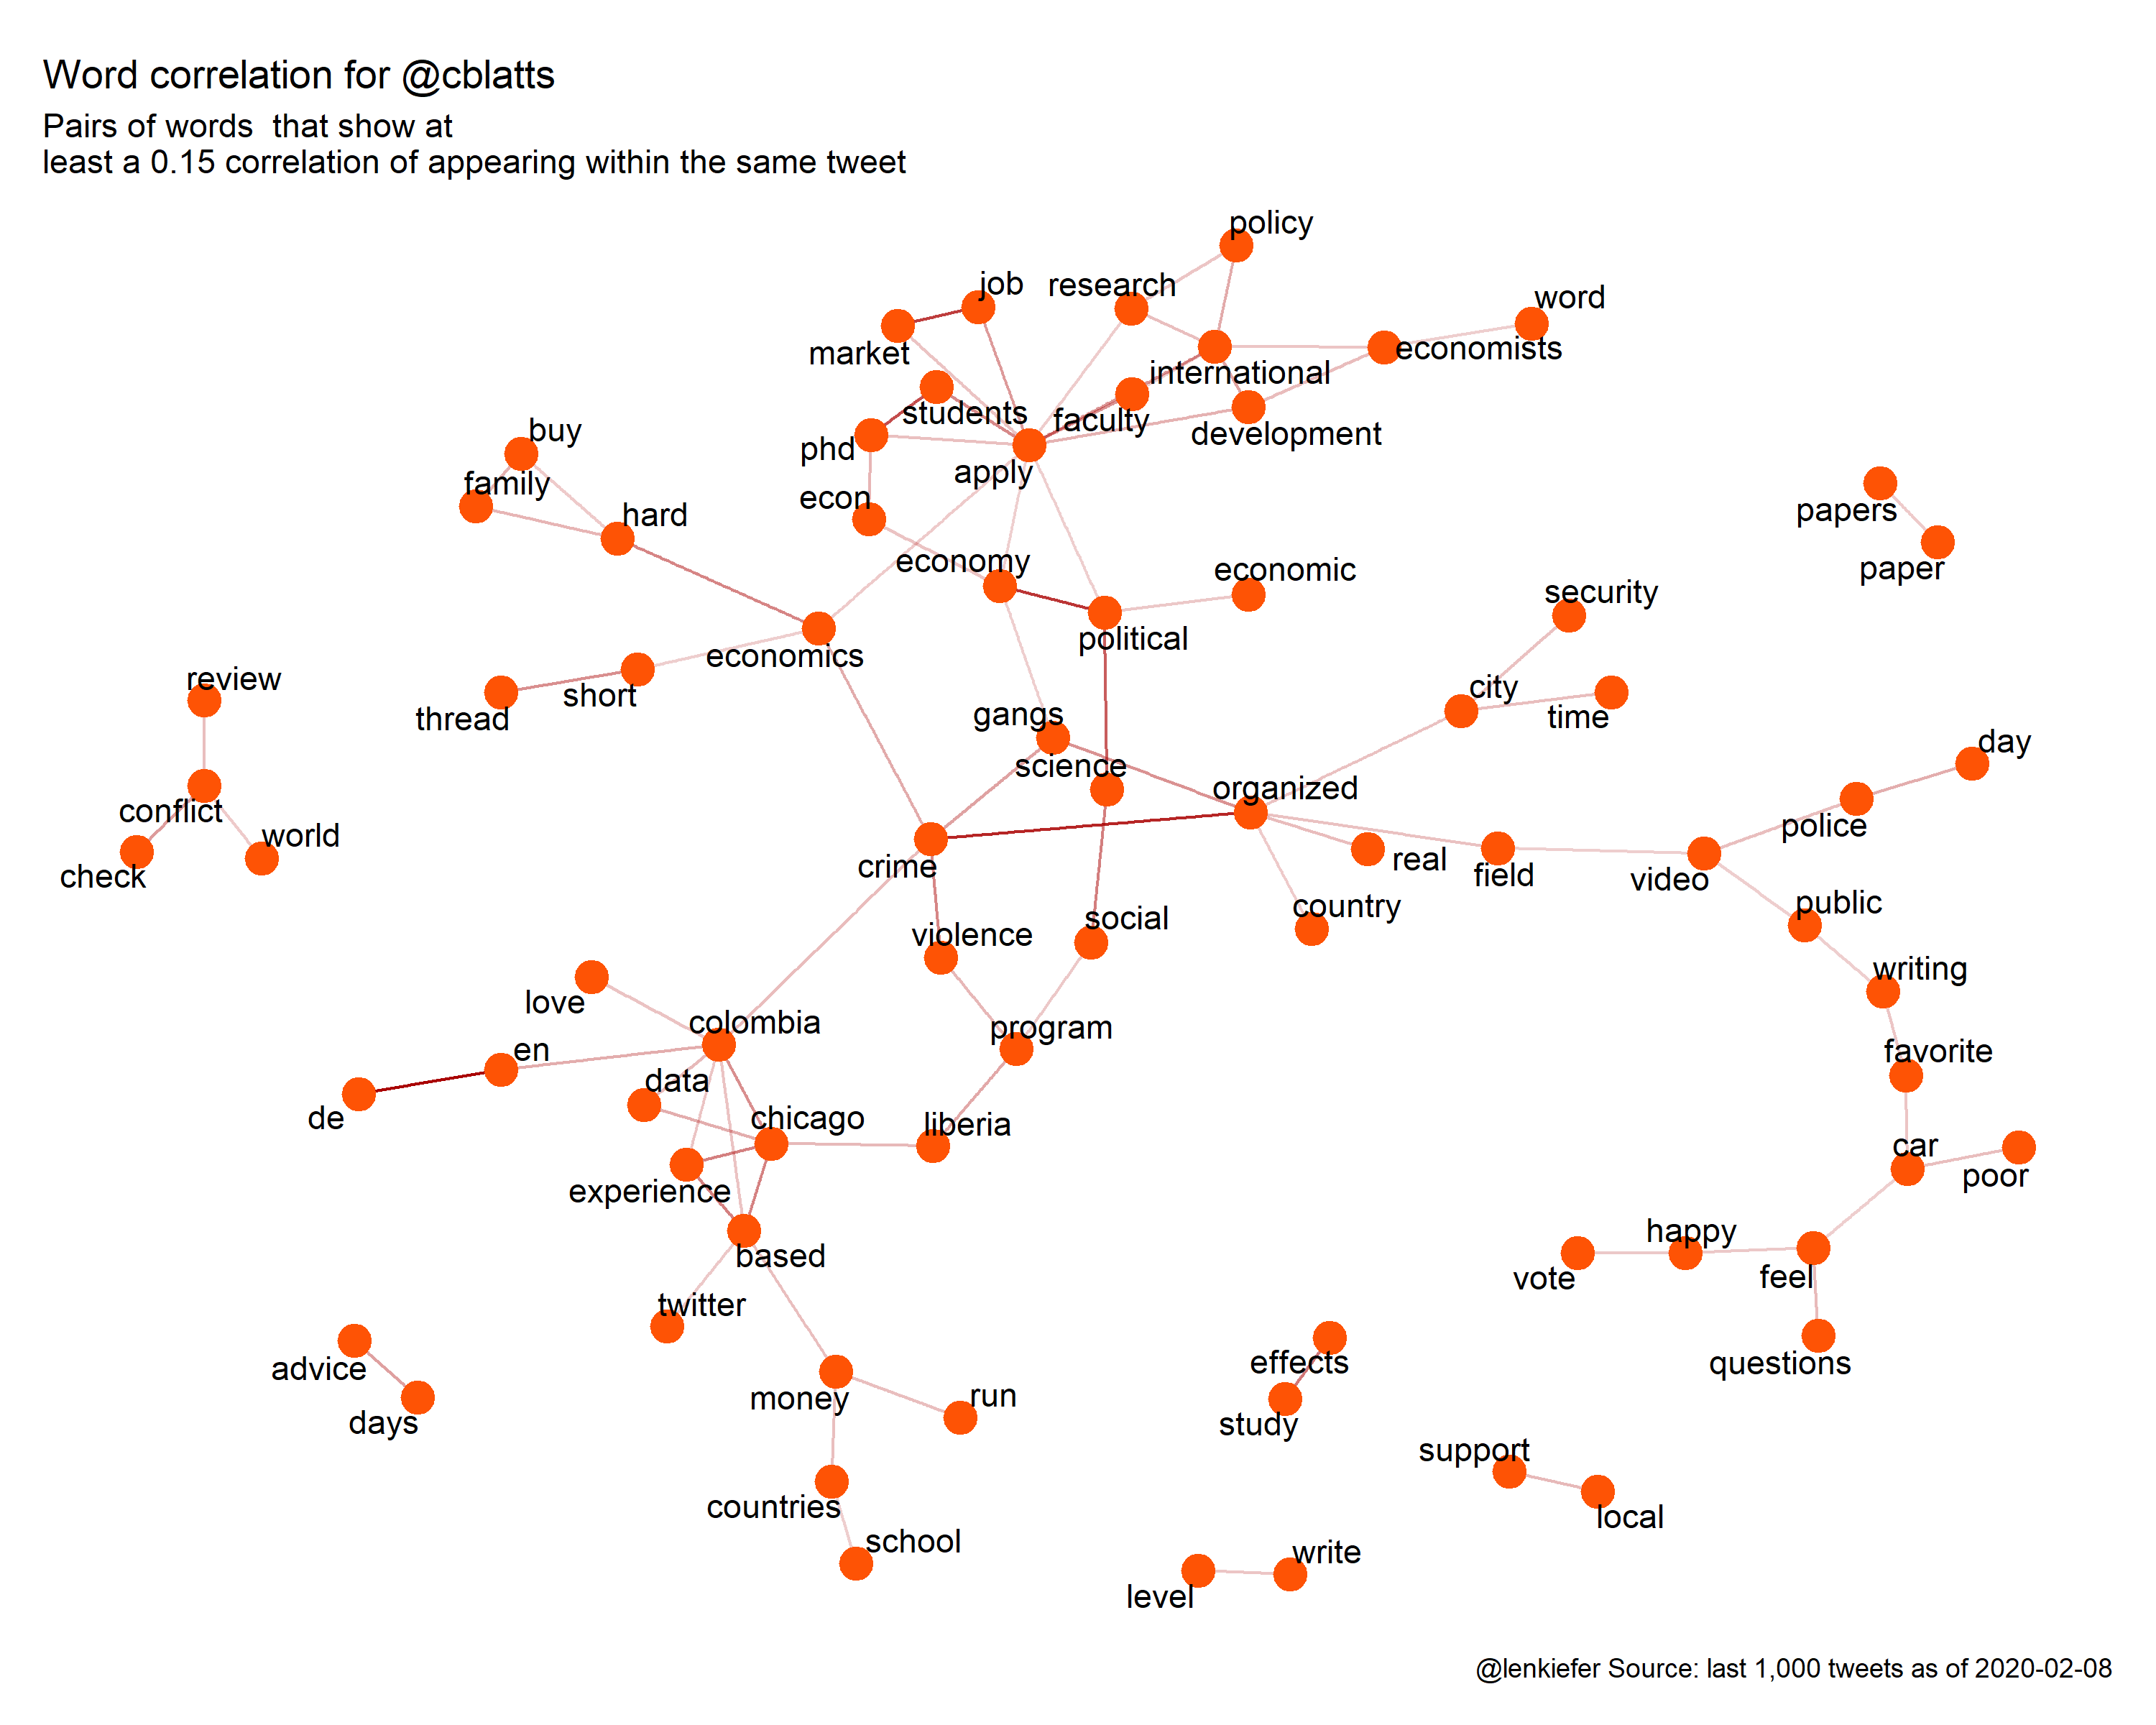 Word correlation for @cblatts
Pairs of words  that show at
least a 0.15 correlation of appearing within the same tweet
policy
job
research
word
market
economists
international
students
faculty
buy
development
phd
apply
family
econ
hard
papers
economy
economic
paper
security
political
economics
review
city
short
gangs
time
thread
day
science
organized
conflict
police
world
real
crime
field
check
video
public
country
social
violence
writing
love
colombia
program
en
favorite
data
de
chicago
liberia
car
poor
experience
happy
based
vote
feel
twitter
effects
advice
questions
run
money
days
study
support
countries
local
school
write
level
@lenkiefer Source: last 1,000 tweets as of 2020-02-08